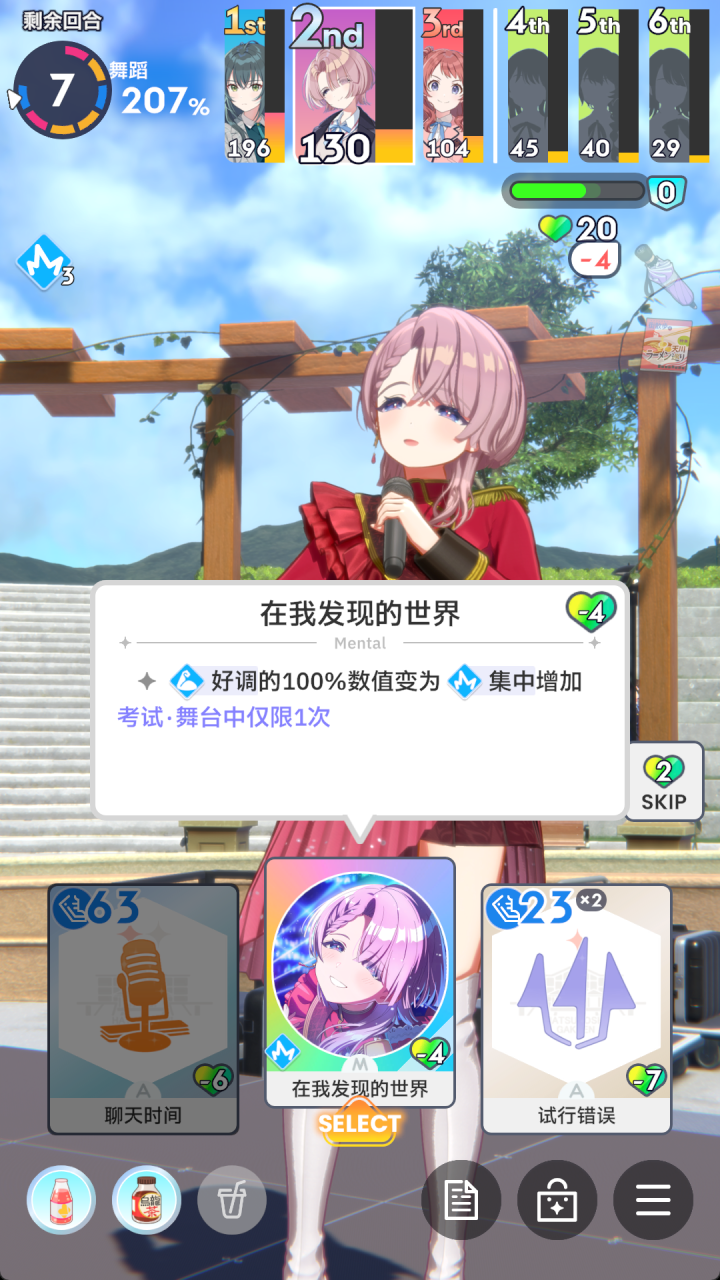 剩余回合
7
舞蹈
207%
1st
196
2nd
130
3rd
104
4th
45
5th
40
6th
29
0
20
-4
3
在我发现的世界
-4
Mental
好调的100%数值变为 集中增加
考试·舞台中仅限1次
2
SKIP
63
A
-6
聊天时间
M
-4
在我发现的世界
SELECT
23 ×2
A
-7
试行错误